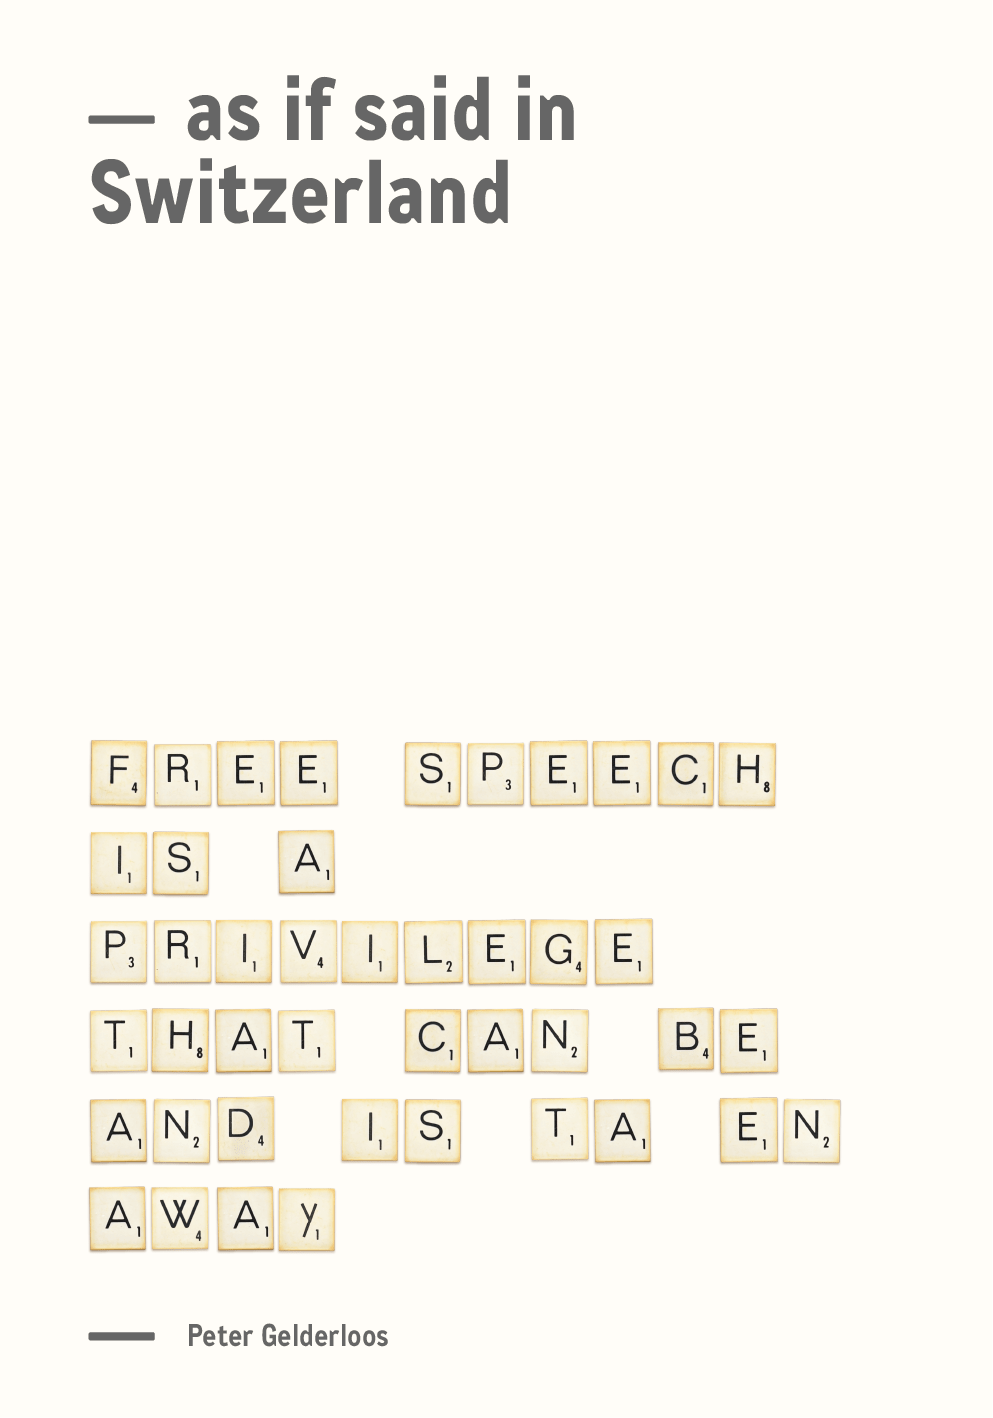 — as if said in
Switzerland
FREE SPEECH
IS A
PRIVILEGE
THAT CAN BE
AND IS TA EN
AWAY
— Peter Gelderloos